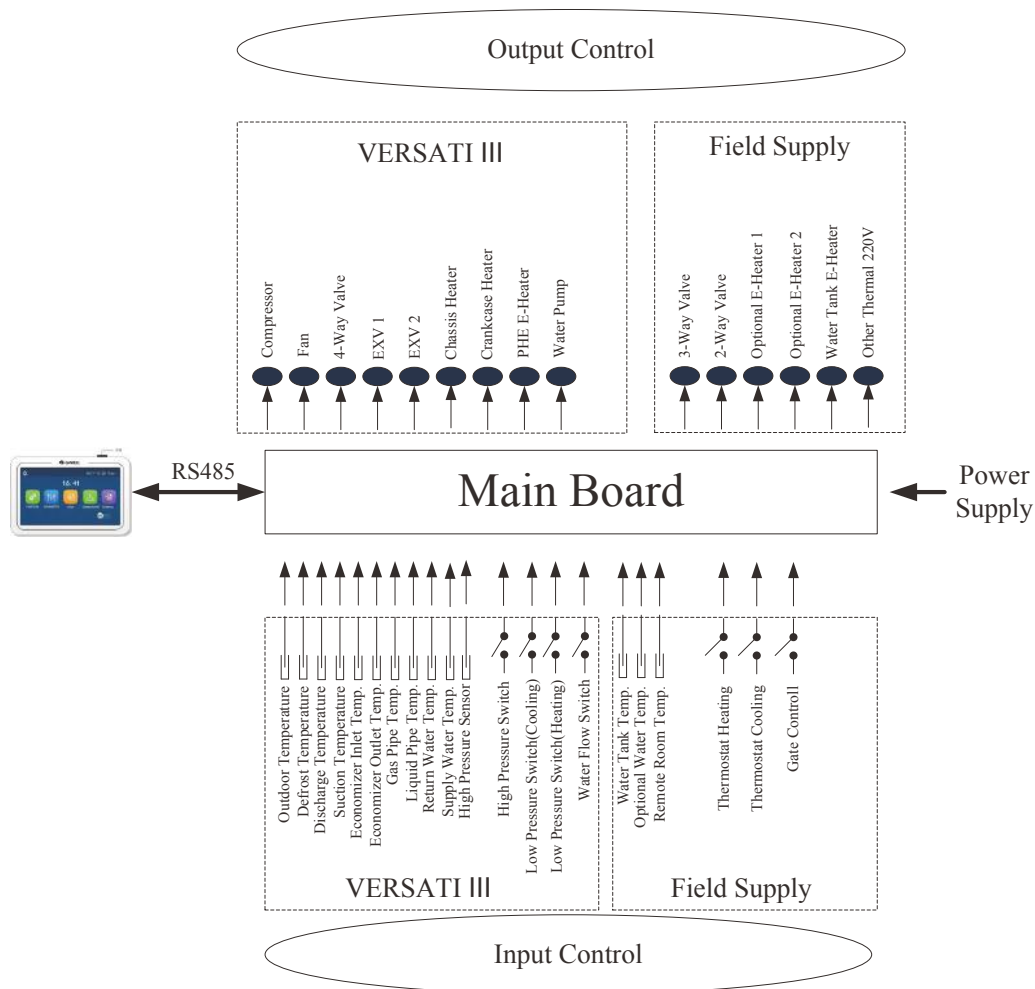 Output Control
VERSATI III
Field Supply
Compressor
Fan
4-Way Valve
EXV 1
EXV 2
Chassis Heater
Crankcase Heater
PHE E-Heater
Water Pump
3-Way Valve
2-Way Valve
Optional E-Heater 1
Optional E-Heater 2
Water Tank E-Heater
Other Thermal 220V
RS485
Main Board
Power
Supply
Outdoor Temperature
Defrost Temperature
Discharge Temperature
Suction Temperature
Economizer Inlet Temp.
Economizer Outlet Temp.
Gas Pipe Temp.
Liquid Pipe Temp.
Return Water Temp.
Supply Water Temp.
High Pressure Sensor
High Pressure Switch
Low Pressure Switch(Cooling)
Low Pressure Switch(Heating)
Water Flow Switch
Water Tank Temp.
Optional Water Temp.
Remote Room Temp.
Thermostat Heating
Thermostat Cooling
Gate Controll
VERSATI III
Field Supply
Input Control